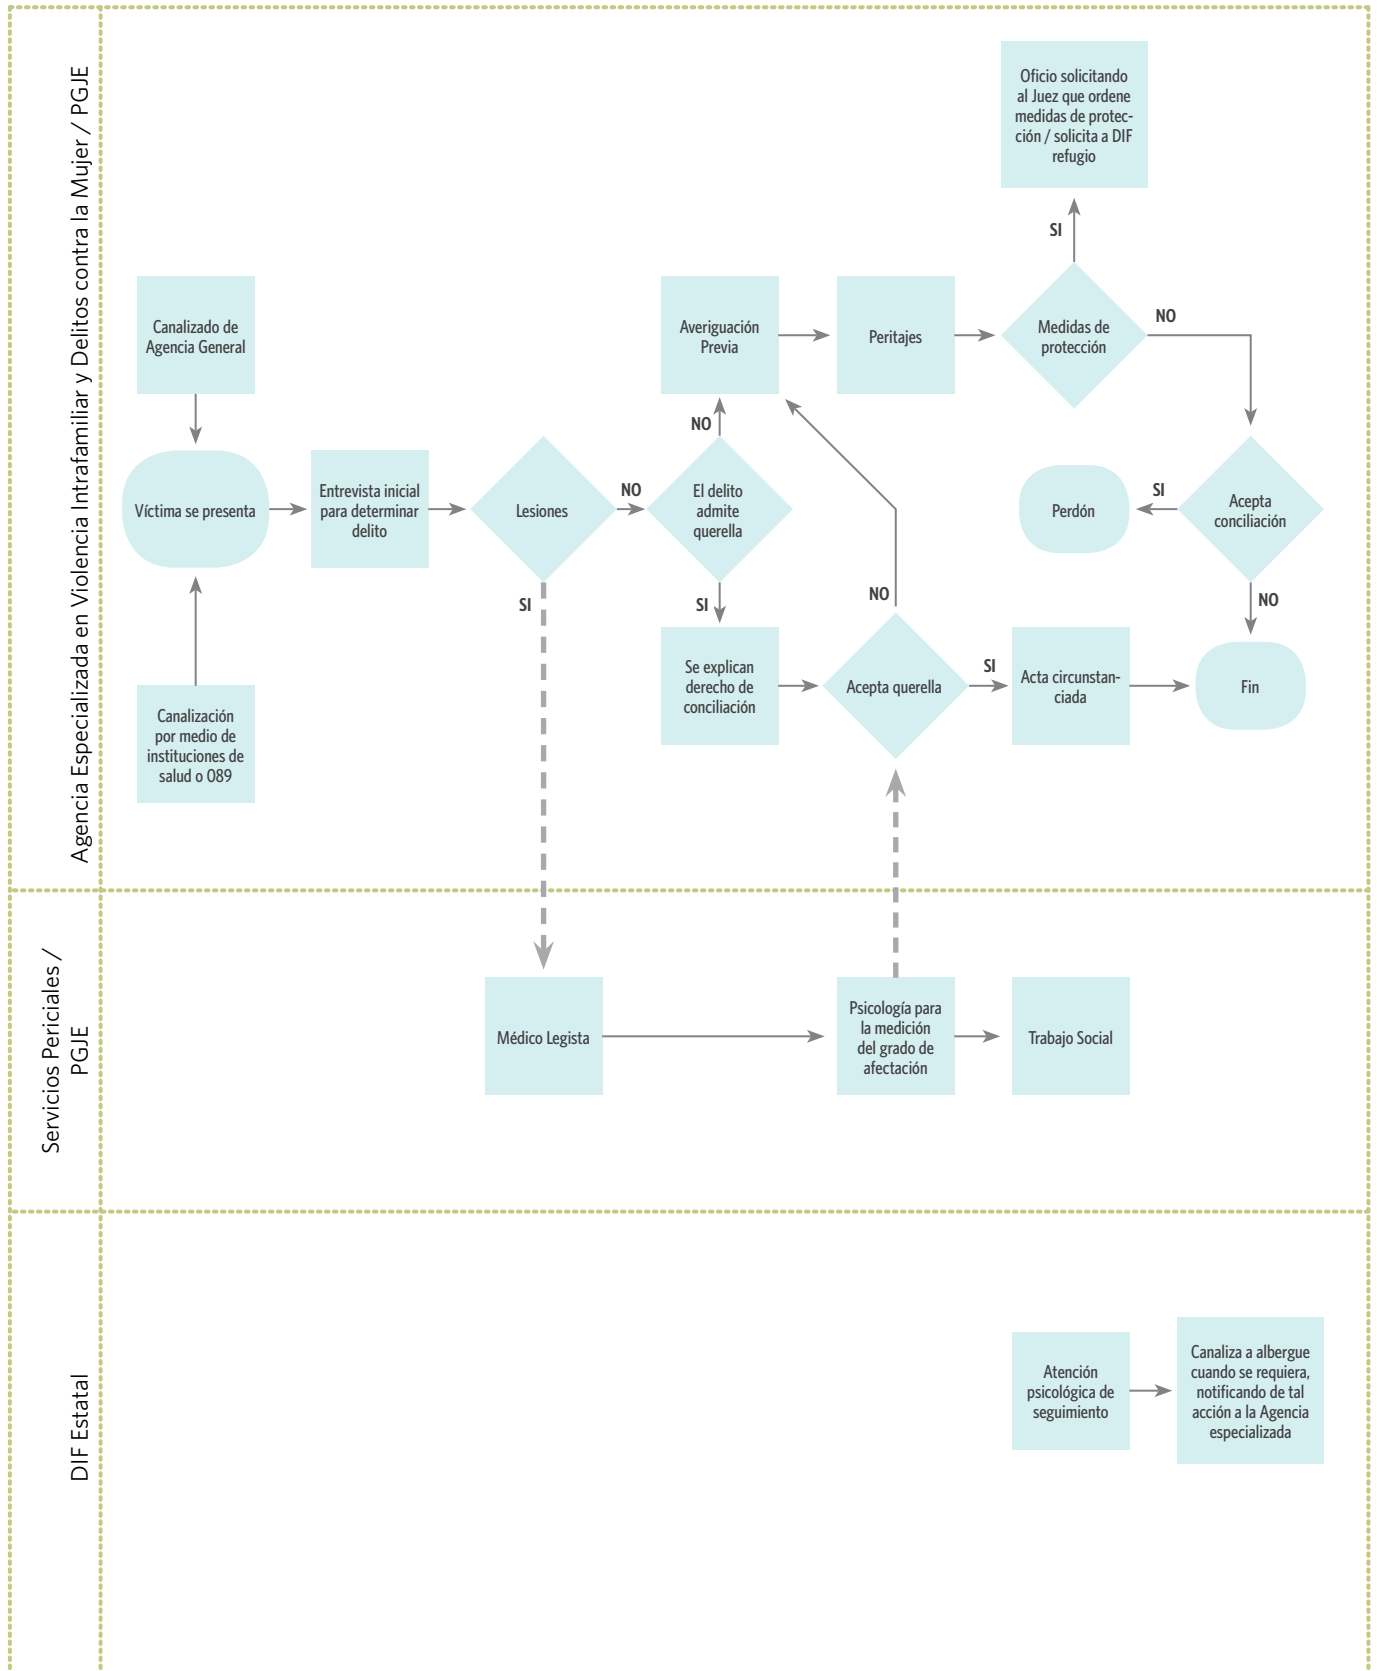 Agencia Especializada en Violencia Intrafamiliar y Delitos contra la Mujer / PGJE
Oficio solicitando
al Juez que ordene
medidas de protec-
ción / solicita a DIF
refugio
SI
Canalizado de
Agencia General
Averiguación
Previa
Peritajes
Medidas de
protección
NO
NO
Víctima se presenta
Entrevista inicial
para determinar
delito
Lesiones
NO
El delito
admite
querella
Perdón
SI
Acepta
conciliación
SI
SI
NO
NO
Canalización
por medio de
instituciones de
salud o 089
Se explican
derecho de
conciliación
Acepta querella
SI
Acta circunstan-
ciada
Fin
Servicios Periciales /
PGJE
Médico Legista
Psicología para
la medición
del grado de
afectación
Trabajo Social
DIF Estatal
Atención
psicológica de
seguimiento
Canaliza a albergue
cuando se requiera,
notificando de tal
acción a la Agencia
especializada